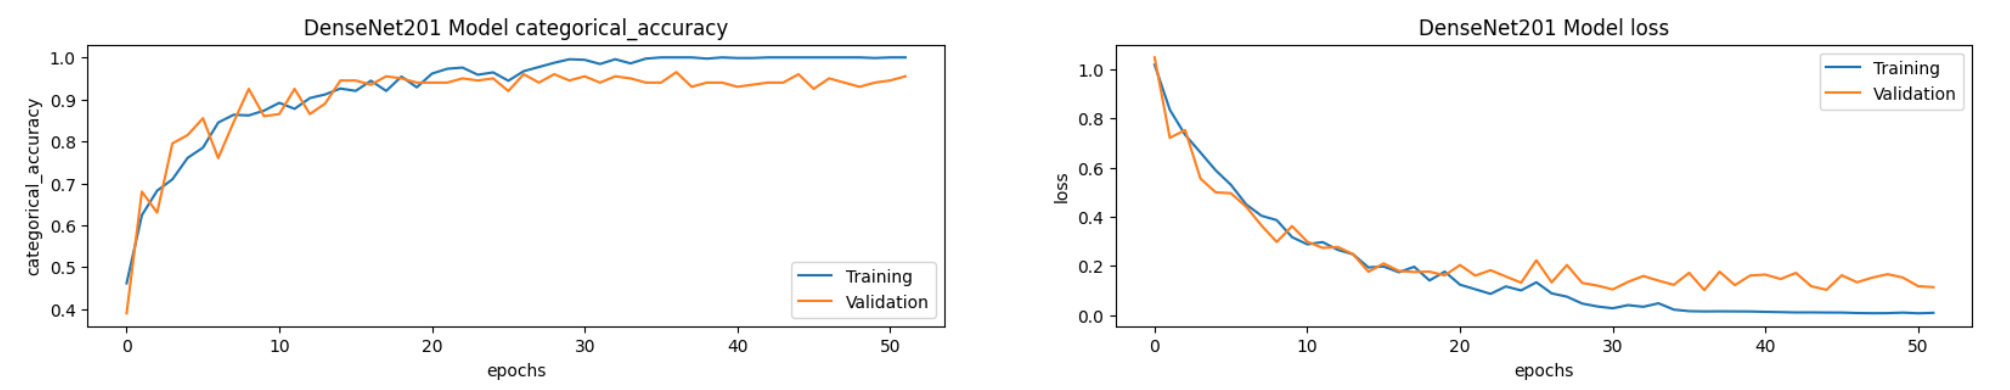 DenseNet201 Model categorical_accuracy
categorical_accuracy
1.0
0.9
0.8
0.7
0.6
0.5
0.4
Training
Validation
0 10 20 30 40 50
epochs
DenseNet201 Model loss
loss
1.0
0.8
0.6
0.4
0.2
0.0
Training
Validation
0 10 20 30 40 50
epochs